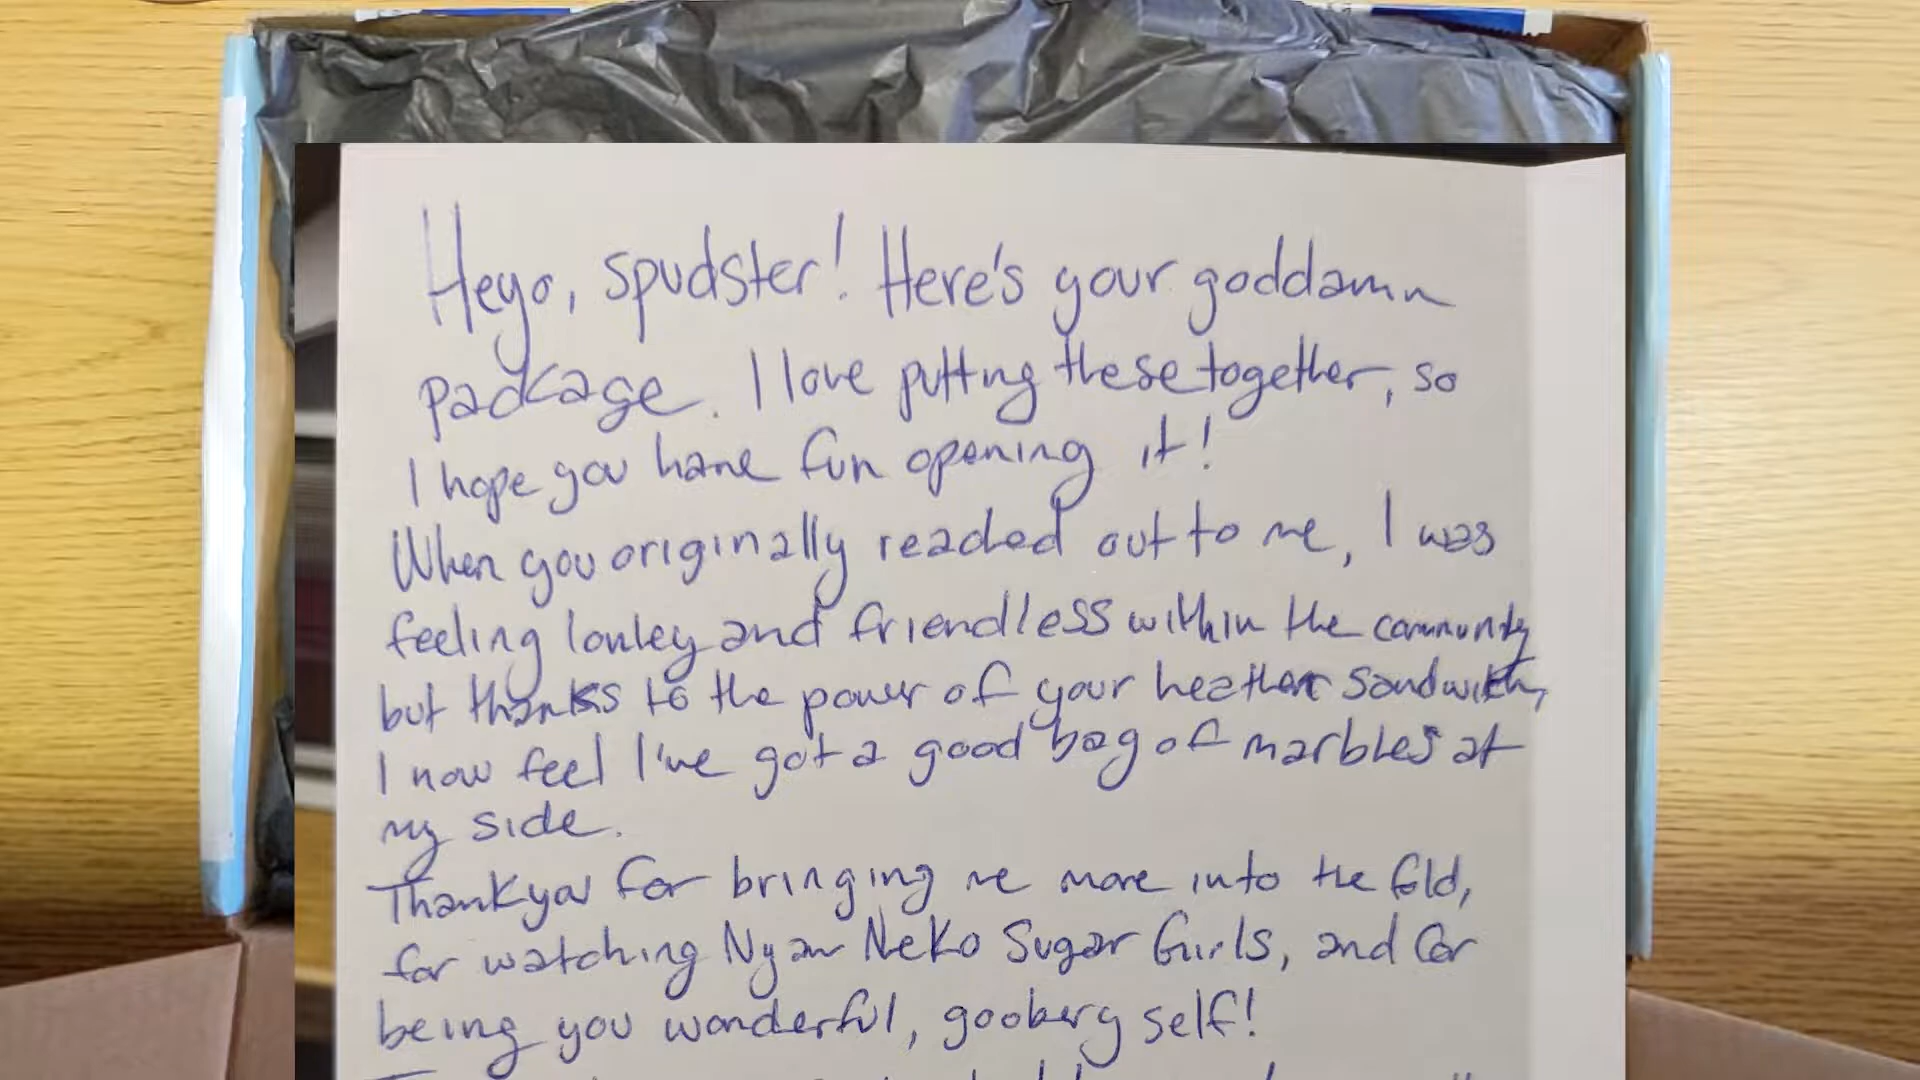 Heyo, spudster! Here's your goddamn
package. I love putting these together, so
I hope you have fun opening it!
When you originally reached out to me, I was
feeling lonley and friendless within the community
but thanks to the power of your heather sandwich,
I now feel I've got a good bag of marbles at
my side.
Thankyou for bringing me more into the fold,
for watching Nyan Neko Sugar Girls, and for
being you wonderful, goobery self!